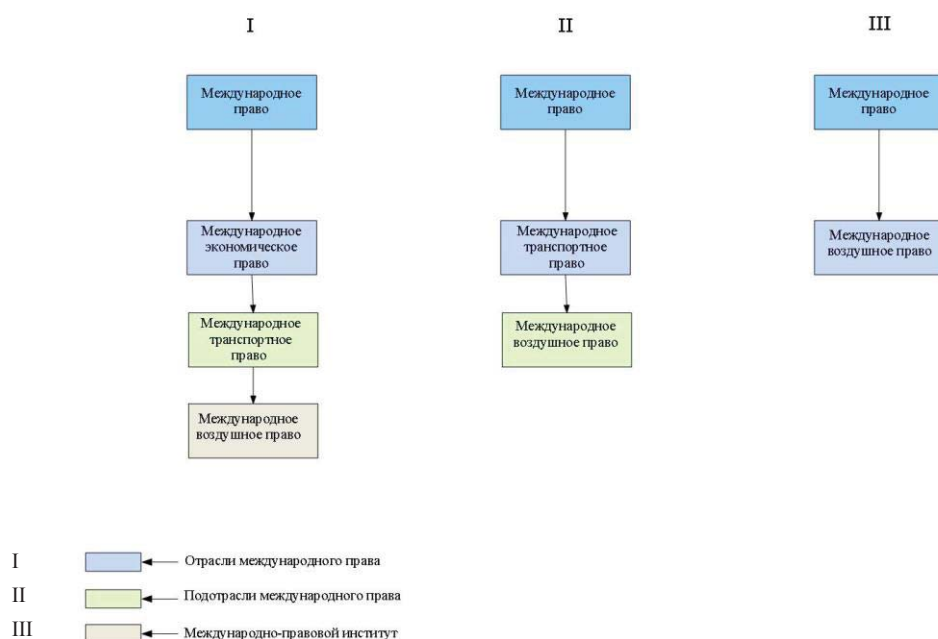 I
II
III
Международное
право
Международное
право
Международное
право
Международное
экономическое
право
Международное
транспортное
право
Международное
воздушное право
Международное
транспортное
право
Международное
воздушное право
Международное
воздушное право
I
Отрасли международного права
II
Подотрасли международного права
III
Международно-правовой институт